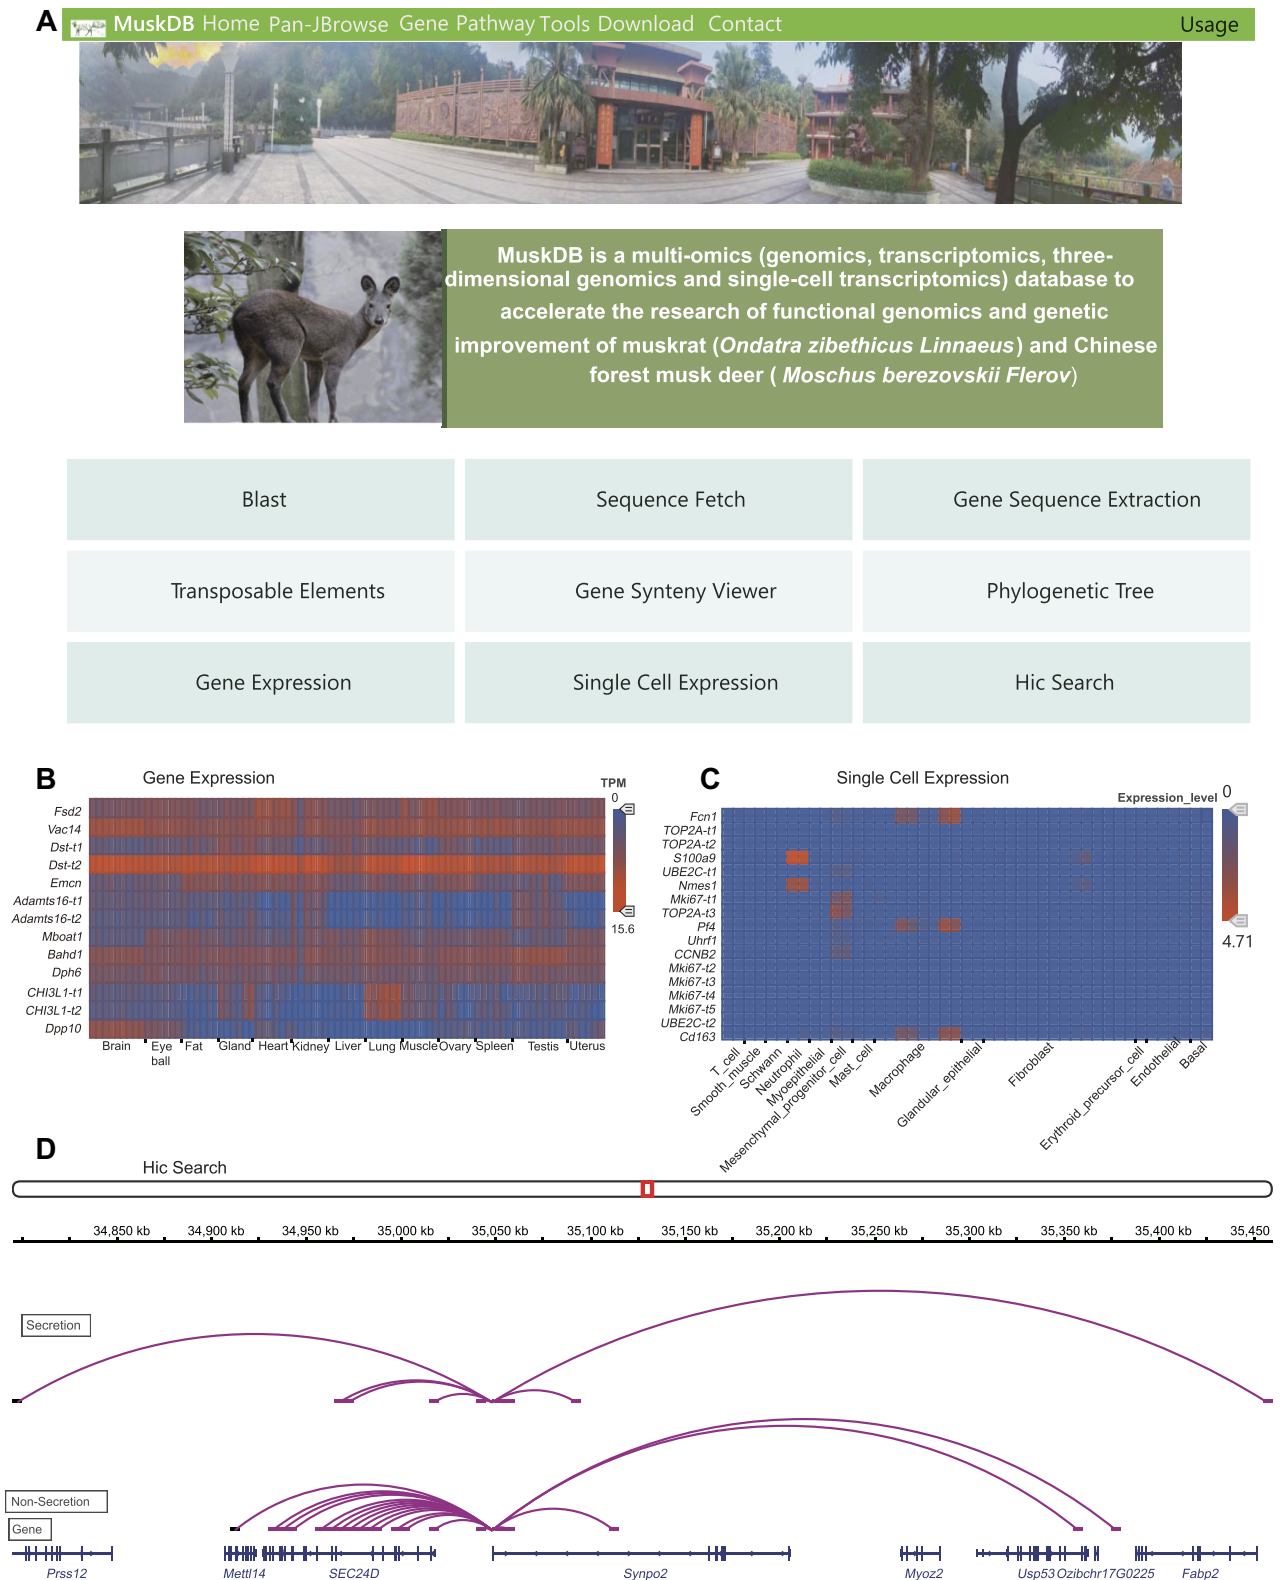 A
MuskDB Home Pan-JBrowse Gene Pathway Tools Download Contact Usage
MuskDB is a multi-omics (genomics, transcriptomics, three-
dimensional genomics and single-cell transcriptomics) database to
accelerate the research of functional genomics and genetic
improvement of muskrat (Ondatra zibethicus Linnaeus) and Chinese
forest musk deer ( Moschus berezovskii Flerov)
Blast Sequence Fetch Gene Sequence Extraction
Transposable Elements Gene Synteny Viewer Phylogenetic Tree
Gene Expression Single Cell Expression Hic Search
B
Gene Expression
TPM
0
15.6
Fsd2
Vac14
Dst-t1
Dst-t2
Emcn
Adamts16-t1
Adamts16-t2
Mboat1
Bahd1
Dph6
CHI3L1-t1
CHI3L1-t2
Dpp10
Brain Eye ball Fat Gland Heart Kidney Liver Lung Muscle Ovary Spleen Testis Uterus
C
Single Cell Expression
Expression_level
0
4.71
Fcn1
TOP2A-t1
TOP2A-t2
S100a9
UBE2C-t1
Nmes1
Mki67-t1
TOP2A-t3
Pf4
Uhrf1
CCNB2
Mki67-t2
Mki67-t3
Mki67-t4
Mki67-t5
UBE2C-t2
Cd163
T_cell
Smooth_muscle
Schwann
Neutrophil
Myoepithelial
Mesenchymal_progenitor_cell
Mast_cell
Macrophage
Glandular_epithelial
Fibroblast
Erythroid_precursor_cell
Endothelial
Basal
D
Hic Search
34,850 kb 34,900 kb 34,950 kb 35,000 kb 35,050 kb 35,100 kb 35,150 kb 35,200 kb 35,250 kb 35,300 kb 35,350 kb 35,400 kb 35,450
Secretion
Non-Secretion
Gene
Prss12 Mettl14 SEC24D Synpo2 Myoz2 Usp53 Ozibchr17G0225 Fabp2